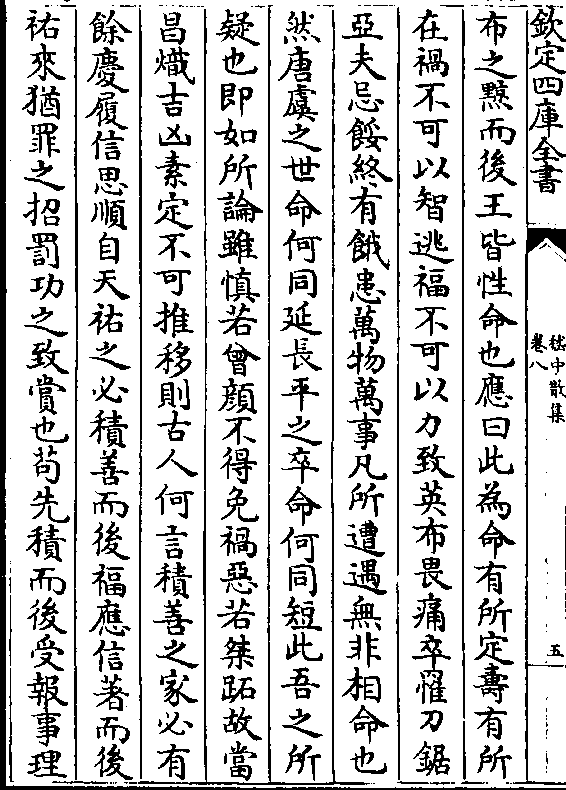 欽定四庫全書
嵇中散集
卷八
五
布之黥而後王皆性命也應曰此為命有所定壽有所
在禍不可以智逃福不可以力致英布畏痛卒罹刀鋸
亞夫忌餒終有餓患萬物萬事凡所遭遇無非相命也
然唐虞之世命何同延長平之卒命何同短此吾之所
疑也即如所論雖慎若曾顔不得免禍惡若桀跖故當
昌熾吉凶素定不可推移則古人何言積善之家必有
餘慶履信思順自天祐之必積善而後福應信著而後
祐來猶罪之招罰功之致賞也苟先積而後受報事理